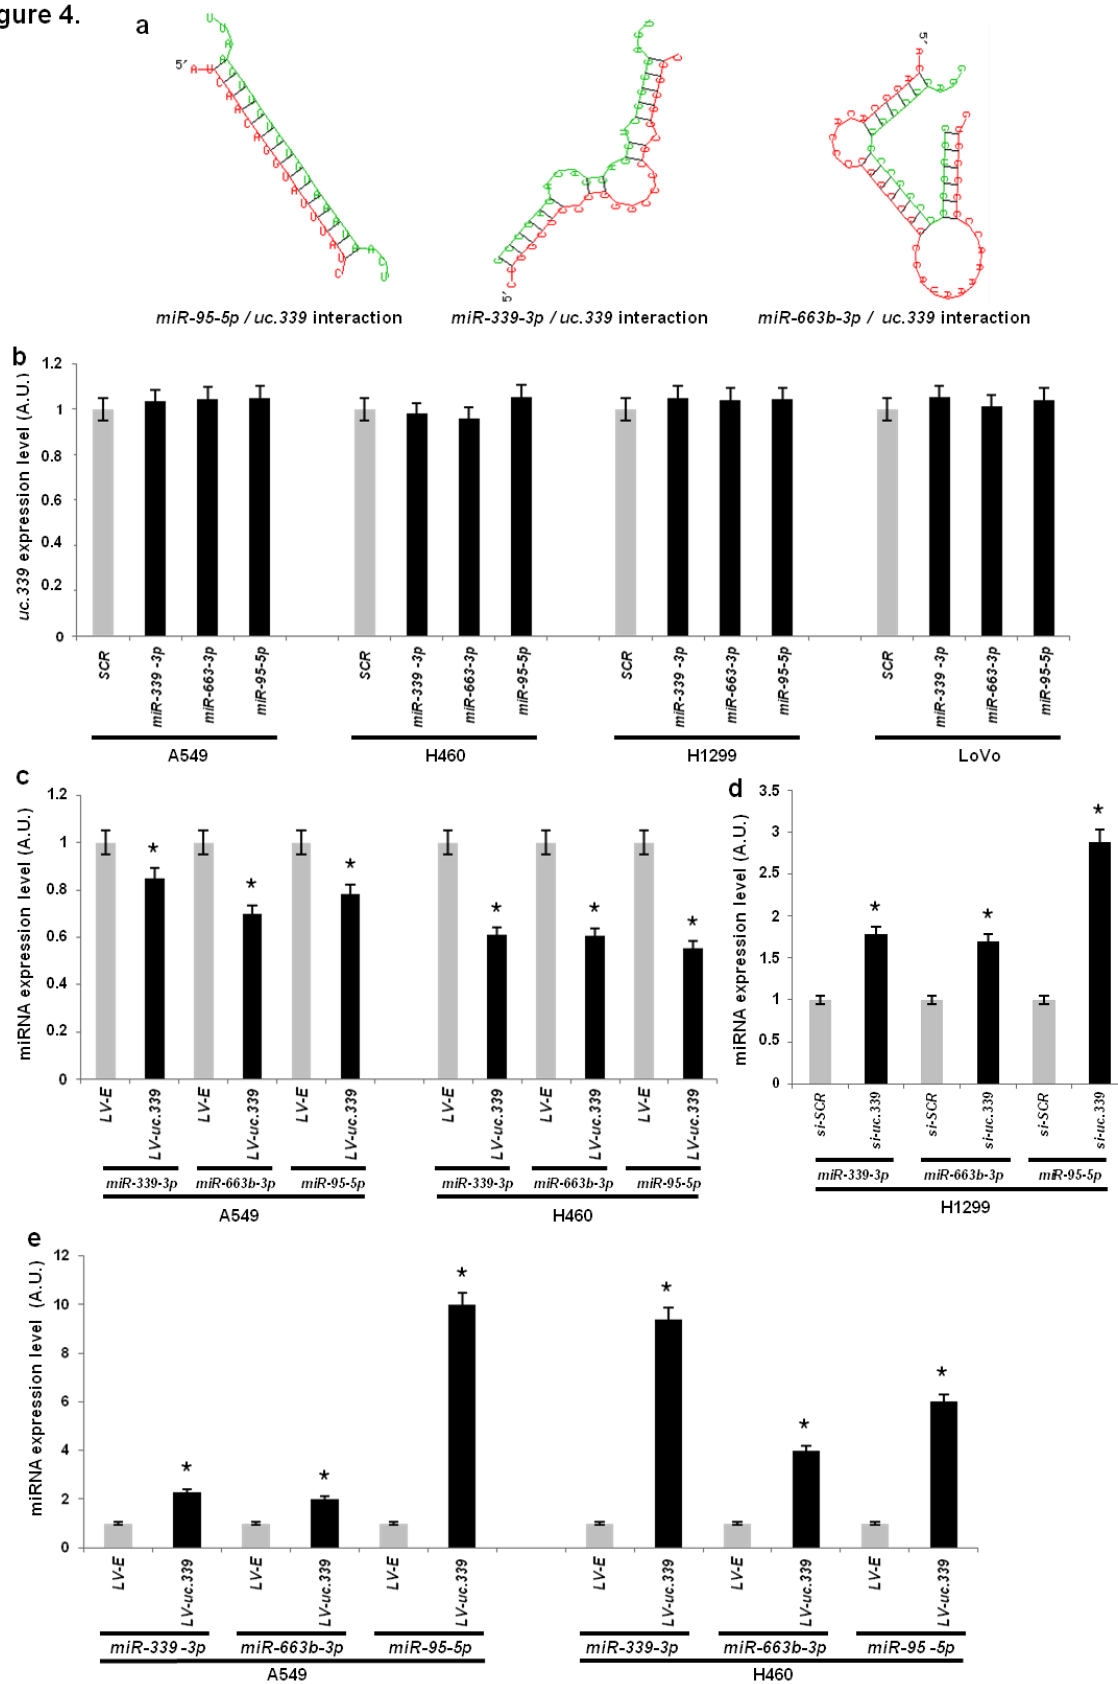 gure 4.
a
5'
5'
5'
miR-95-5p / uc.339 interaction
miR-339-3p / uc.339 interaction
miR-663b-3p / uc.339 interaction
b
uc.339 expression level (A.U.)
1.2
1
0.8
0.6
0.4
0.2
0
SCR miR-339 -3p miR-663-3p miR-95-5p
SCR miR-339 -3p miR-663-3p miR-95-5p
SCR miR-339 -3p miR-663-3p miR-95-5p
SCR miR-339 -3p miR-663-3p miR-95-5p
A549 H460 H1299 LoVo
c
miRNA expression level (A.U.)
1.2
1
0.8
0.6
0.4
0.2
0
* * * * * *
LV-E LV-uc.339 LV-E LV-uc.339 LV-E LV-uc.339
LV-E LV-uc.339 LV-E LV-uc.339 LV-E LV-uc.339
miR-339-3p miR-663b-3p miR-95-5p
miR-339-3p miR-663b-3p miR-95-5p
A549 H460
d
miRNA expression level (A.U.)
3.5
3
2.5
2
1.5
1
0.5
0
* * *
si-SCR si-uc.339 si-SCR si-uc.339 si-SCR si-uc.339
miR-339-3p miR-663b-3p miR-95-5p
H1299
e
miRNA expression level (A.U.)
12
10
8
6
4
2
0
* * * * * *
LV-E LV-uc.339 LV-E LV-uc.339 LV-E LV-uc.339
LV-E LV-uc.339 LV-E LV-uc.339 LV-E LV-uc.339
miR-339 -3p miR-663b-3p miR-95-5p
miR-339-3p miR-663b-3p miR-95 -5p
A549 H460